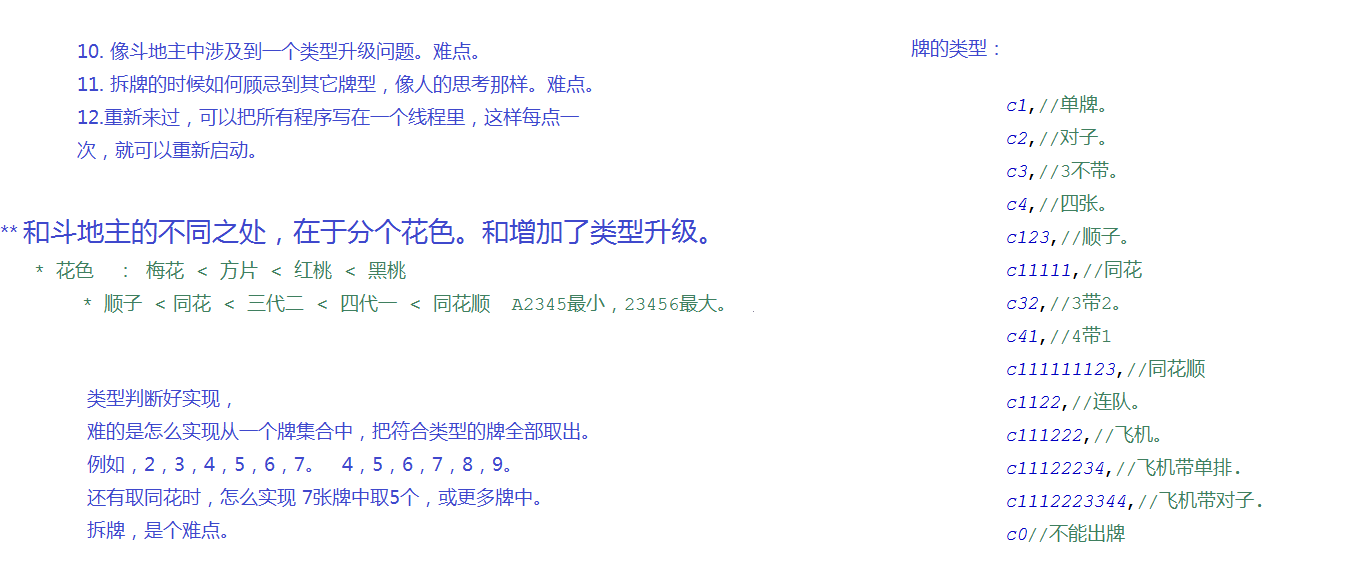 10. 像斗地主中涉及到一个类型升级问题。难点。
11. 拆牌的时候如何顾忌到其它牌型，像人的思考那样。难点。
12.重新来过，可以把所有程序写在一个线程里，这样每点一
次，就可以重新启动。
** 和斗地主的不同之处，在于分个花色。和增加了类型升级。
* 花色 ： 梅花 < 方片 < 红桃 < 黑桃
* 顺子 < 同花 < 三代二 < 四代一 < 同花顺 A2345最小，23456最大。
类型判断好实现，
难的是怎么实现从一个牌集合中，把符合类型的牌全部取出。
例如，2，3，4，5，6，7。 4，5，6，7，8，9。
还有取同花时，怎么实现 7张牌中取5个，或更多牌中。
拆牌，是个难点。
牌的类型：
c1,//单牌。
c2,//对子。
c3,//3不带。
c4,//四张。
c123,//顺子。
c11111,//同花
c32,//3带2。
c41,//4带1
c111111123,//同花顺
c1122,//连队。
c111222,//飞机。
c11122234,//飞机带单排.
c1112223344,//飞机带对子.
c0//不能出牌